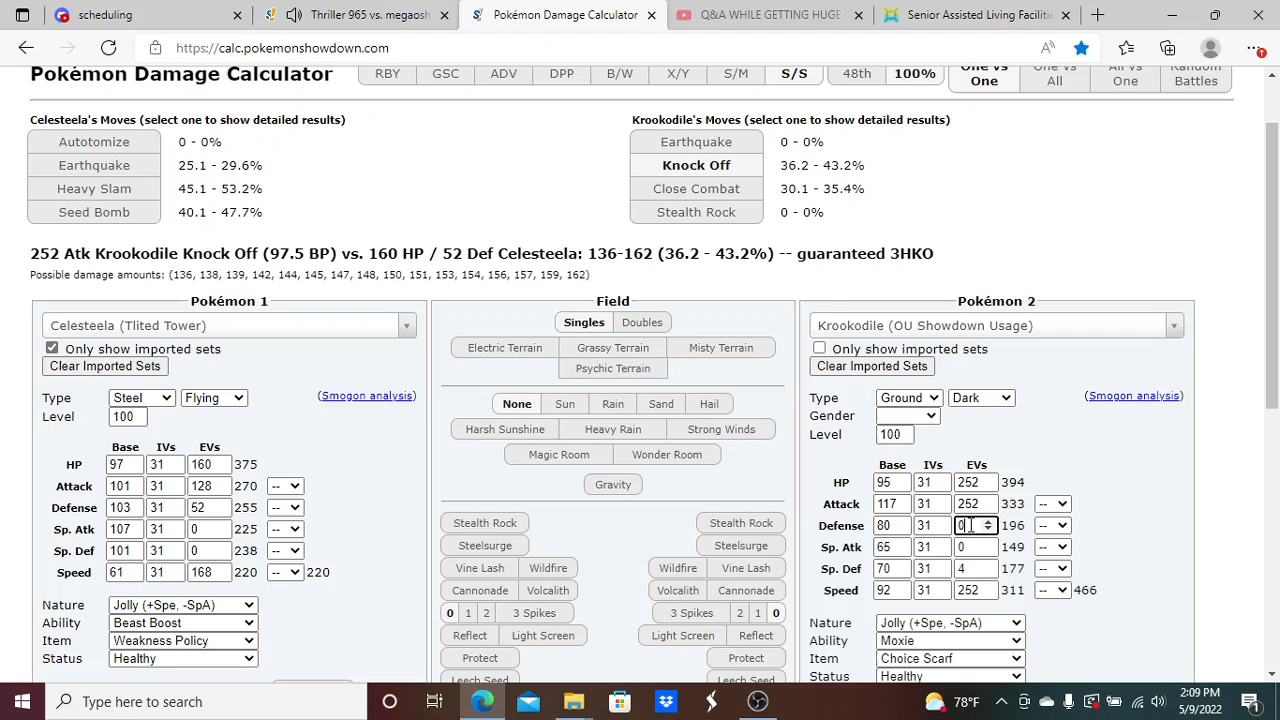 scheduling
Thriller 965 vs. megaosh
Pokémon Damage Calculator
Q&A WHILE GETTING HUGE
Senior Assisted Living Faciliti
https://calc.pokemonshowdown.com
Pokémon Damage Calculator
RBY GSC ADV DPP B/W X/Y S/M S/S 48th 100% One vs One One vs All All vs One Random Battles
Celesteela's Moves (select one to show detailed results)
Autotomize 0 - 0%
Earthquake 25.1 - 29.6%
Heavy Slam 45.1 - 53.2%
Seed Bomb 40.1 - 47.7%
Krookodile's Moves (select one to show detailed results)
Earthquake 0 - 0%
Knock Off 36.2 - 43.2%
Close Combat 30.1 - 35.4%
Stealth Rock 0 - 0%
252 Atk Krookodile Knock Off (97.5 BP) vs. 160 HP / 52 Def Celesteela: 136-162 (36.2 - 43.2%) -- guaranteed 3HKO
Possible damage amounts: (136, 138, 139, 142, 144, 145, 147, 148, 150, 151, 153, 154, 156, 157, 159, 162)
Pokémon 1
Celesteela (Tlited Tower)
Only show imported sets
Clear Imported Sets
Type Steel Flying (Smogon analysis)
Level 100
Base IVs EVs
HP 97 31 160 375
Attack 101 31 128 270 --
Defense 103 31 52 255 --
Sp. Atk 107 31 0 225 --
Sp. Def 101 31 0 238 --
Speed 61 31 168 220 -- 220
Nature Jolly (+Spe, -SpA)
Ability Beast Boost
Item Weakness Policy
Status Healthy
Field
Singles Doubles
Electric Terrain Grassy Terrain Misty Terrain
Psychic Terrain
None Sun Rain Sand Hail
Harsh Sunshine Heavy Rain Strong Winds
Magic Room Wonder Room
Gravity
Stealth Rock Stealth Rock
Steelsurge Steelsurge
Vine Lash Wildfire Wildfire Vine Lash
Cannonade Volcalith Volcalith Cannonade
0 1 2 3 Spikes 3 Spikes 2 1 0
Reflect Light Screen Light Screen Reflect
Protect Protect
Leech Seed Leech Seed
Pokémon 2
Krookodile (OU Showdown Usage)
Only show imported sets
Clear Imported Sets
Type Ground Dark (Smogon analysis)
Gender
Level 100
Base IVs EVs
HP 95 31 252 394
Attack 117 31 252 333 --
Defense 80 31 0 196 --
Sp. Atk 65 31 0 149 --
Sp. Def 70 31 4 177 --
Speed 92 31 252 311 -- 466
Nature Jolly (+Spe, -SpA)
Ability Moxie
Item Choice Scarf
Status Healthy
Type here to search
78°F
2:09 PM
5/9/2022
1